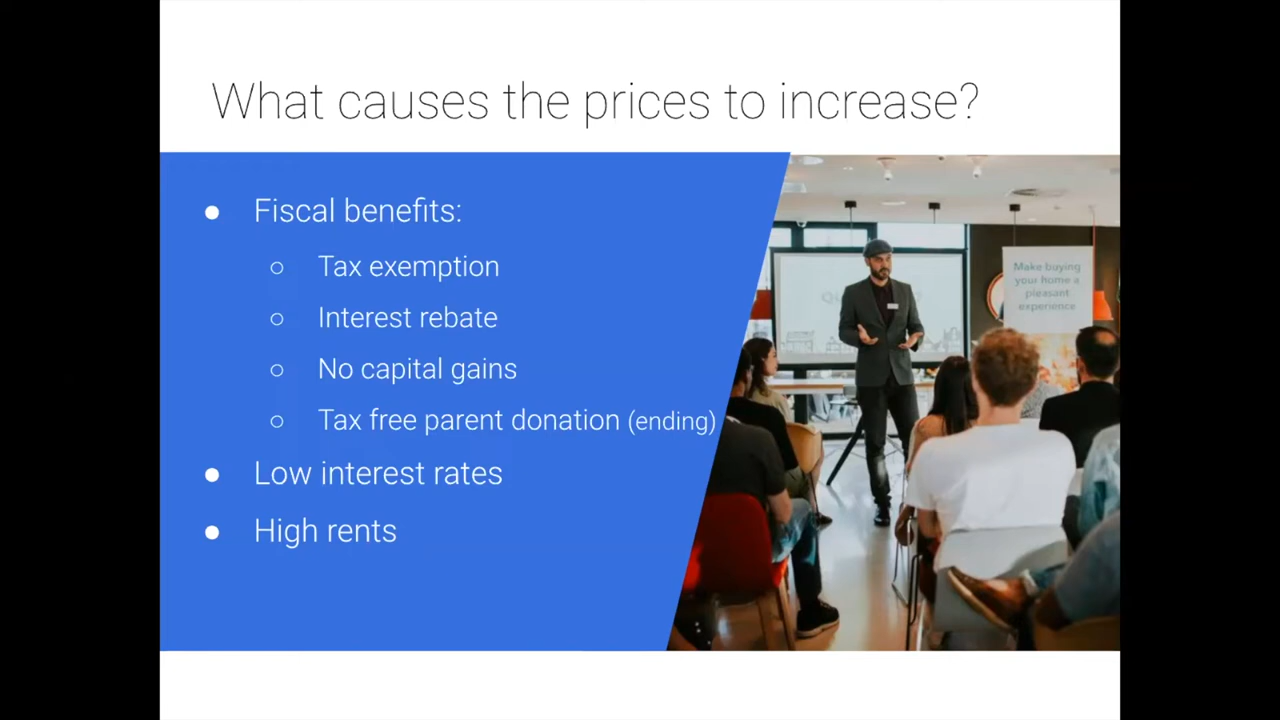 What causes the prices to increase?
● Fiscal benefits:
○ Tax exemption
○ Interest rebate
○ No capital gains
○ Tax free parent donation (ending)
● Low interest rates
● High rents
Make buying
your home a
pleasant
experience